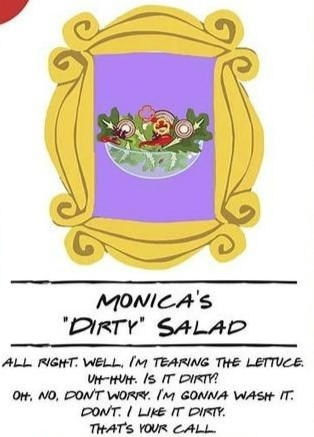 MONICA'S
"DIRTY" SALAD
ALL RIGHT. WELL, I'M TEARING THE LETTUCE.
UH-HUH. IS IT DIRTY?
OH, NO, DON'T WORRY. I'M GONNA WASH IT.
DON'T. I LIKE IT DIRTY.
THAT'S YOUR CALL.